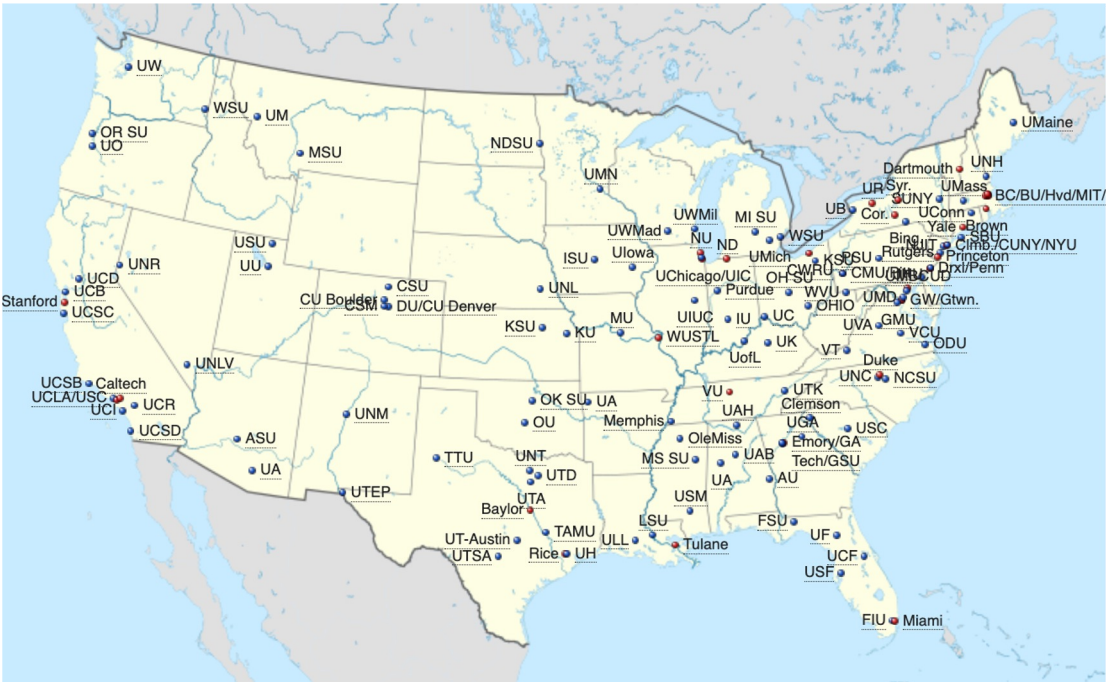 UW
WSU
UM
OR SU
UO
MSU
NDSU
UMN
UMaine
Dartmouth
UNH
UR
Syr.
SUNY
UMass
BC/BU/Hvd/MIT/
UB
Cor.
UConn
Yale
Brown
SBU
UWMil
MI SU
UWMad
NU
ND
WSU
UMich
KSU
CWRU
PSU
Bing.
NJIT
Clmb./CUNY/NYU
Rutgers
Princeton
Drxl/Penn
USU
UU
UNR
ISU
UIowa
UChicago/UIC
Purdue
OH SU
CMU/Pitt
UMBC
UD
UCD
UCB
Stanford
UCSC
CSU
CU Boulder
CSM
DU/CU Denver
UNL
UIUC
IU
UC
WVU
OHIO
UMD
GW/Gtwn.
KSU
KU
MU
WUSTL
UofL
UK
UVA
GMU
VCU
ODU
VT
UNLV
UCSB
Caltech
UCLA/USC
UCI
UCR
UCSD
VU
UTK
Duke
UNC
NCSU
UNM
OK SU
UA
OU
Memphis
UAH
Clemson
UGA
USC
ASU
UA
OleMiss
MS SU
UAB
UA
Emory/GA
Tech/GSU
AU
TTU
UNT
UTD
UTA
Baylor
UTEP
USM
LSU
FSU
UF
UT-Austin
UTSA
TAMU
Rice
UH
ULL
Tulane
UCF
USF
FIU
Miami